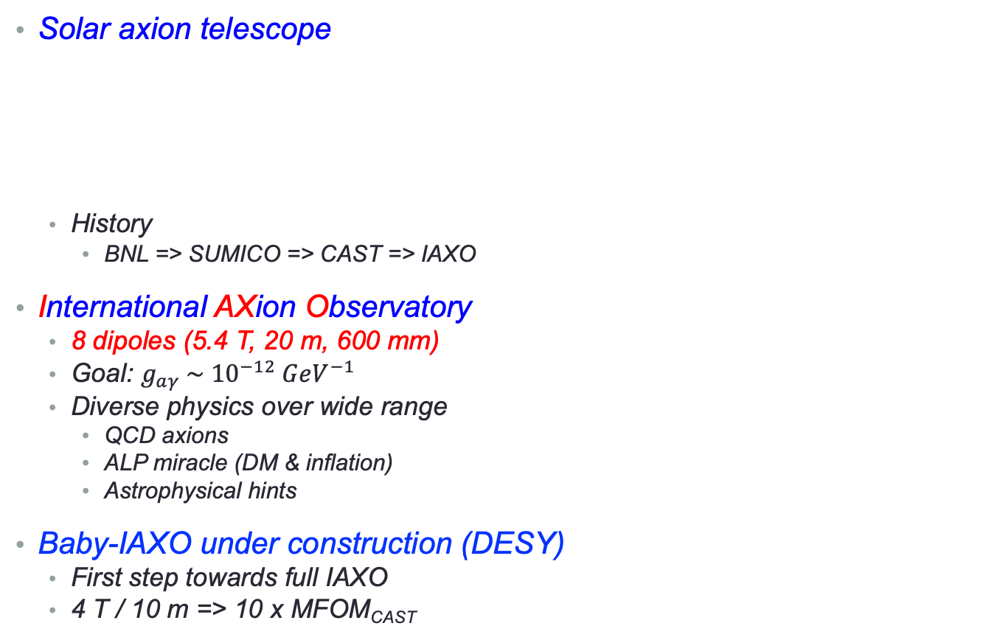 • Solar axion telescope
• History
• BNL => SUMICO => CAST => IAXO
• International AXion Observatory
• 8 dipoles (5.4 T, 20 m, 600 mm)
• Goal: $g_{a\gamma} \sim 10^{-12}\ GeV^{-1}$
• Diverse physics over wide range
• QCD axions
• ALP miracle (DM & inflation)
• Astrophysical hints
• Baby-IAXO under construction (DESY)
• First step towards full IAXO
• 4 T / 10 m => 10 x MFOM_CAST